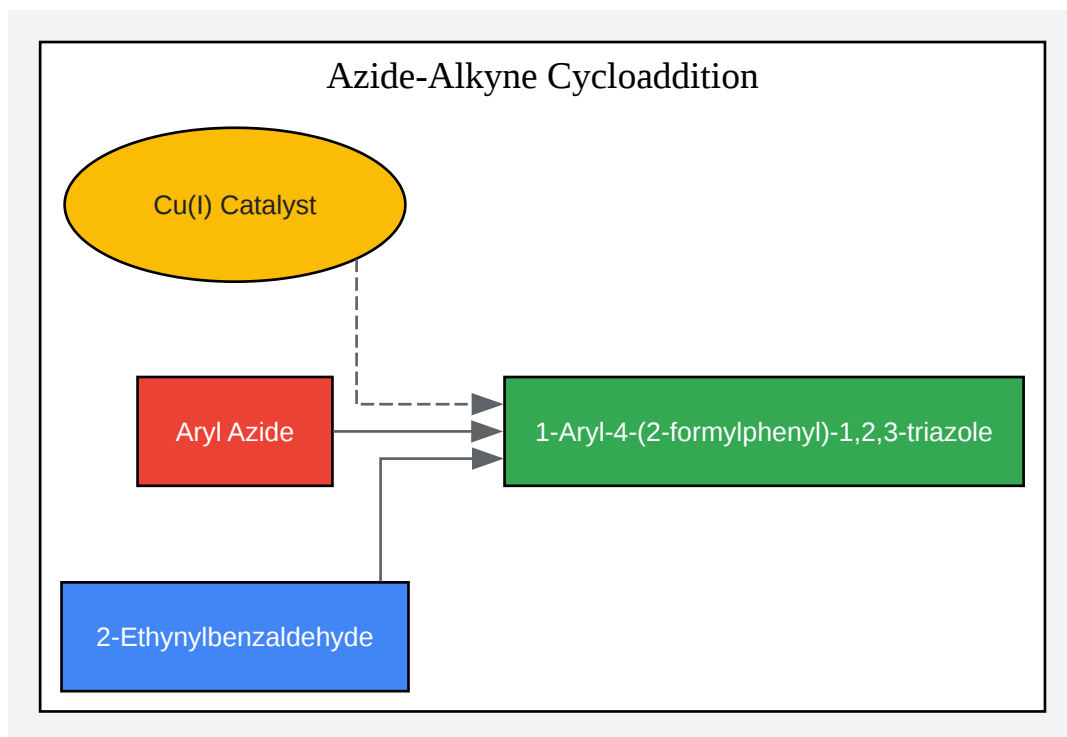 Azide-Alkyne Cycloaddition
Cu(I) Catalyst
Aryl Azide
1-Aryl-4-(2-formylphenyl)-1,2,3-triazole
2-Ethynylbenzaldehyde